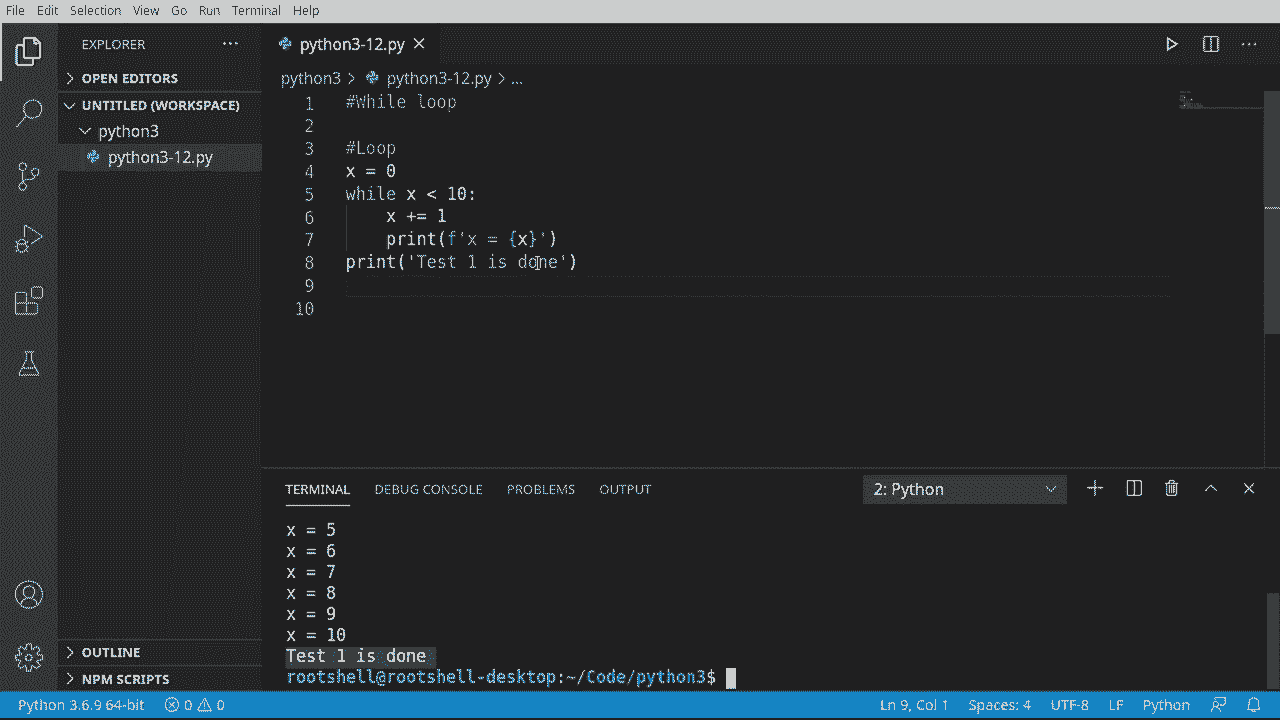 File Edit Selection View Go Run Terminal Help
EXPLORER ...
python3-12.py
OPEN EDITORS
UNTITLED (WORKSPACE)
python3
python3-12.py
python3 > python3-12.py > ...
1 #While loop
2
3 #Loop
4 x = 0
5 while x < 10:
6 x += 1
7 print(f'x = {x}')
8 print('Test 1 is done')
9
10
TERMINAL DEBUG CONSOLE PROBLEMS OUTPUT 2: Python
x = 5
x = 6
x = 7
x = 8
x = 9
x = 10
Test 1 is done
rootshell@rootshell-desktop:~/Code/python3$
OUTLINE
NPM SCRIPTS
Python 3.6.9 64-bit 0 0 Ln 9, Col 1 Spaces: 4 UTF-8 LF Python